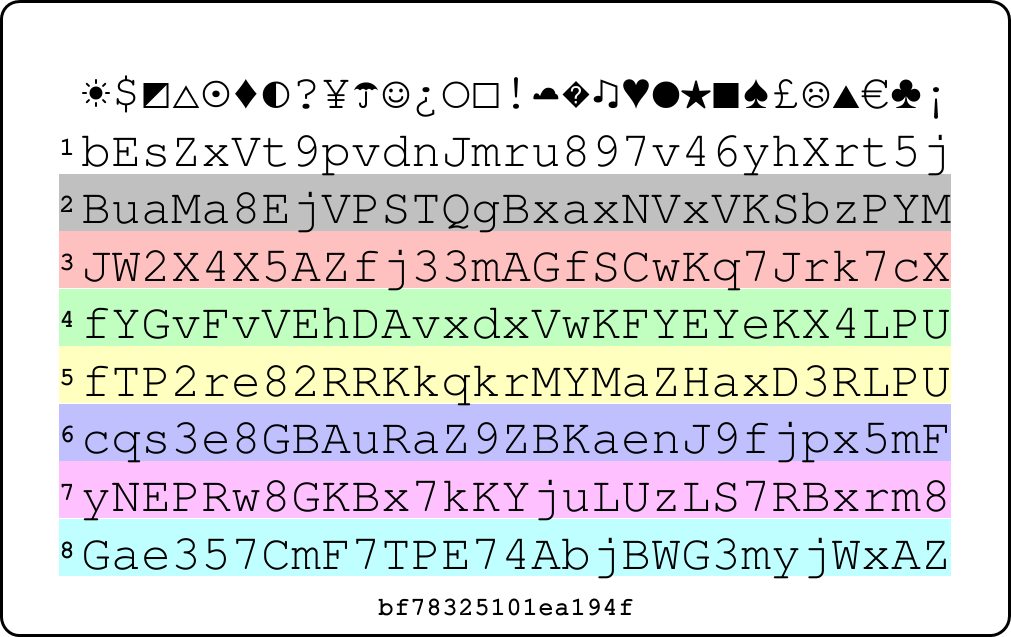 ☀$◩△⊙♦◐?¥☂☺¿○□!☁�♫♥●★■♠£☹▲€♣¡
1bEsZxVt9pvdnJmru897v46yhXrt5j
2BuaMa8EjVPSTQgBxaxNVxVKSbzPYM
3JW2X4X5AZfj33mAGfSCwKq7Jrk7cX
4fYGvFvVEhDAvxdxVwKFYEYeKX4LPU
5fTP2re82RRKkqkrMYMaZHaxD3RLPU
6cqs3e8GBAuRaZ9ZBKaenJ9fjpx5mF
7yNEPRw8GKBx7kKYjuLUzLS7RBxrm8
8Gae357CmF7TPE74AbjBWG3myjWxAZ
bf78325101ea194f